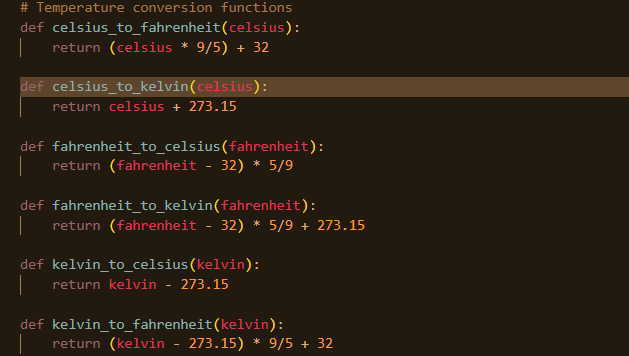 # Temperature conversion functions
def celsius_to_fahrenheit(celsius):
    return (celsius * 9/5) + 32
def celsius_to_kelvin(celsius):
    return celsius + 273.15
def fahrenheit_to_celsius(fahrenheit):
    return (fahrenheit - 32) * 5/9
def fahrenheit_to_kelvin(fahrenheit):
    return (fahrenheit - 32) * 5/9 + 273.15
def kelvin_to_celsius(kelvin):
    return kelvin - 273.15
def kelvin_to_fahrenheit(kelvin):
    return (kelvin - 273.15) * 9/5 + 32